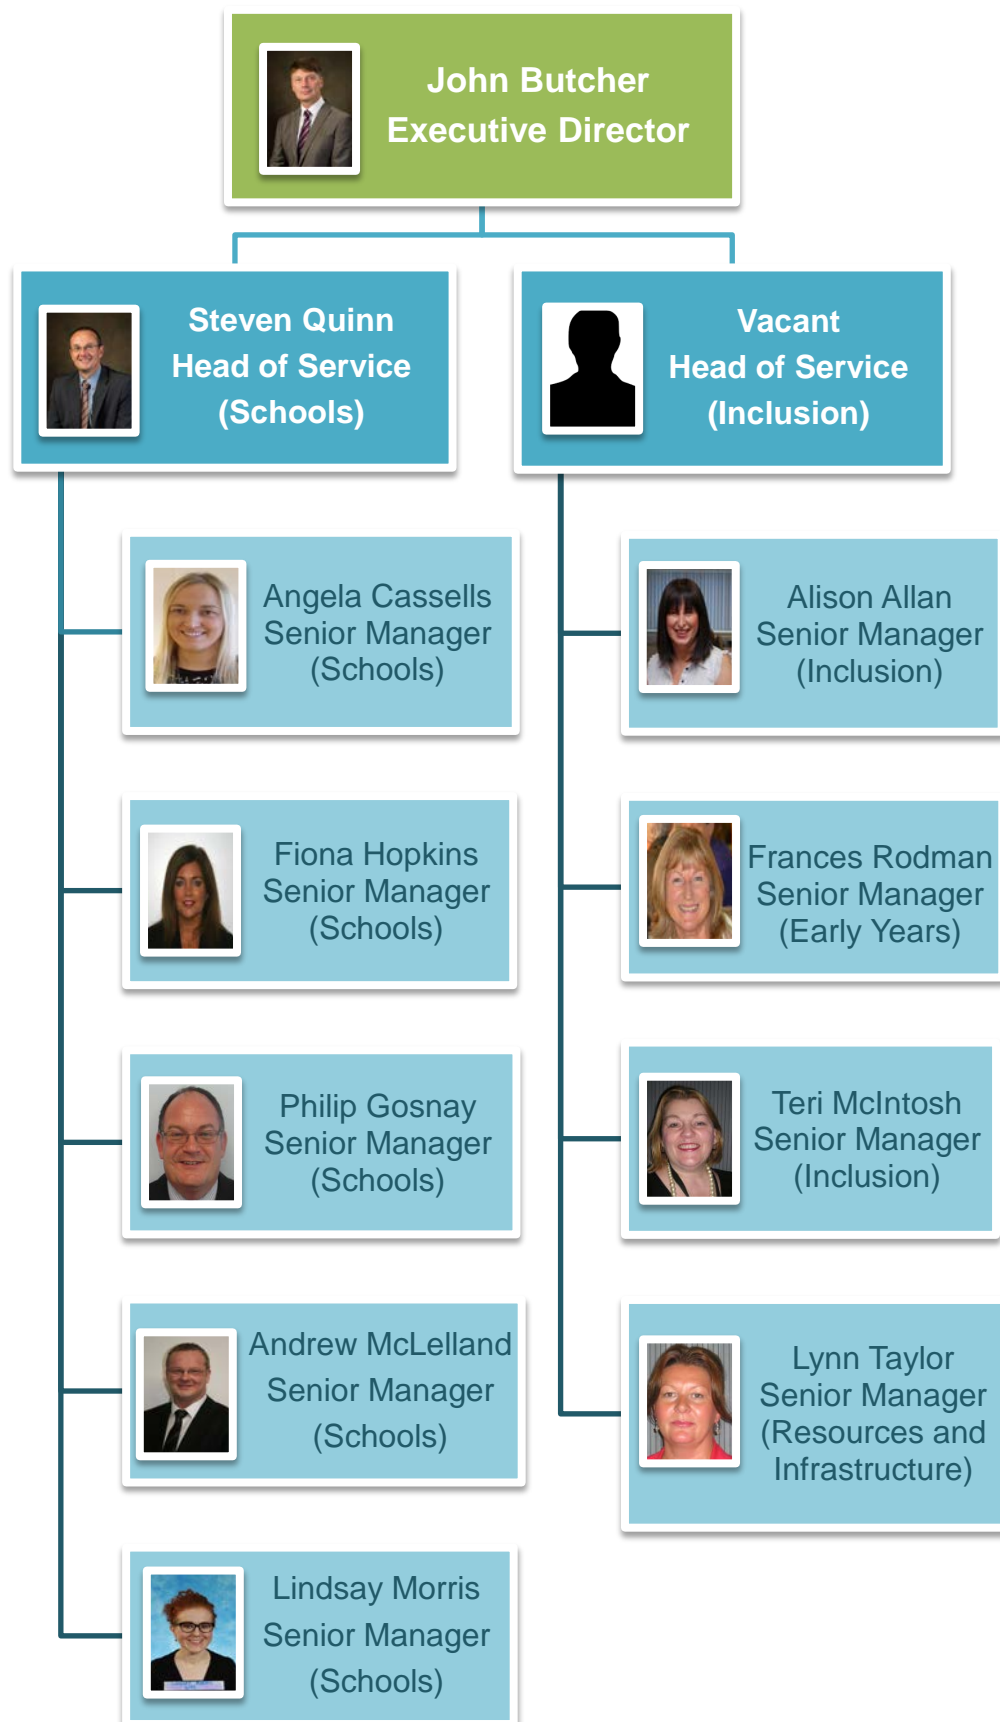 John Butcher
Executive Director
Steven Quinn
Head of Service
(Schools)
Vacant
Head of Service
(Inclusion)
Angela Cassells
Senior Manager
(Schools)
Fiona Hopkins
Senior Manager
(Schools)
Philip Gosnay
Senior Manager
(Schools)
Andrew McLelland
Senior Manager
(Schools)
Lindsay Morris
Senior Manager
(Schools)
Alison Allan
Senior Manager
(Inclusion)
Frances Rodman
Senior Manager
(Early Years)
Teri McIntosh
Senior Manager
(Inclusion)
Lynn Taylor
Senior Manager
(Resources and
Infrastructure)